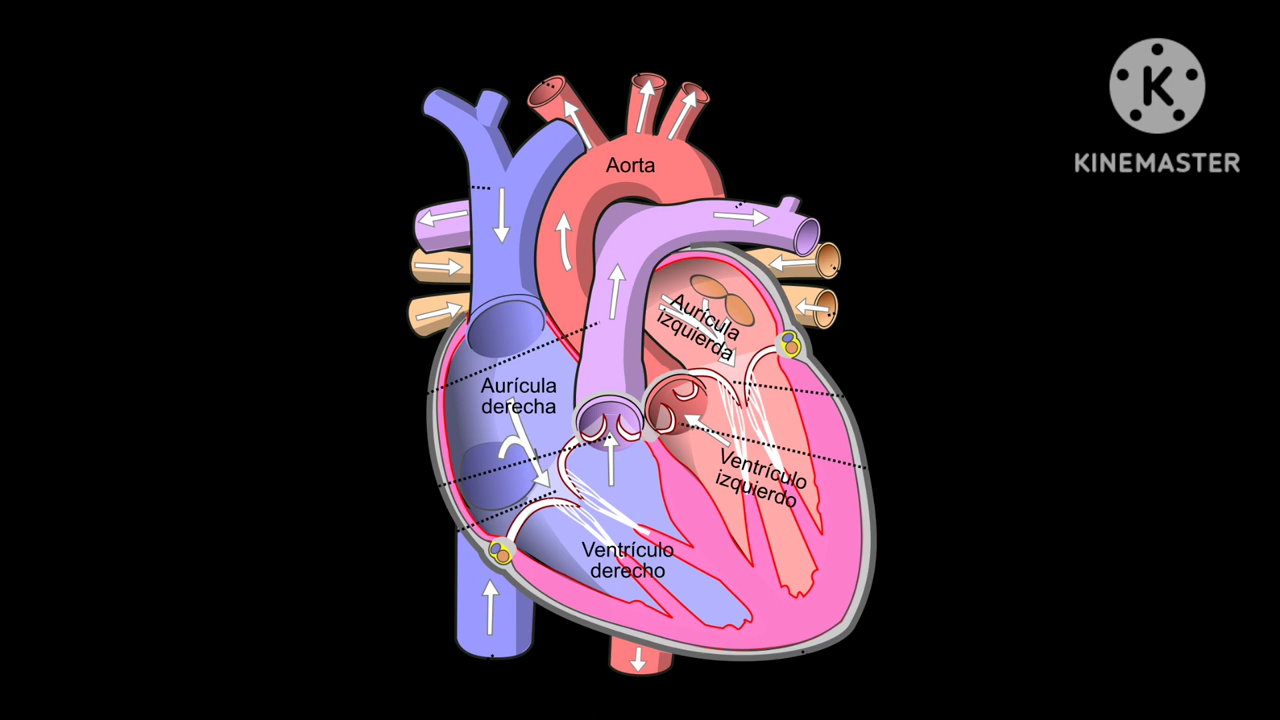 K
KINEMASTER
Aorta
Aurícula
izquierda
Aurícula
derecha
Ventrículo
izquierdo
Ventrículo
derecho